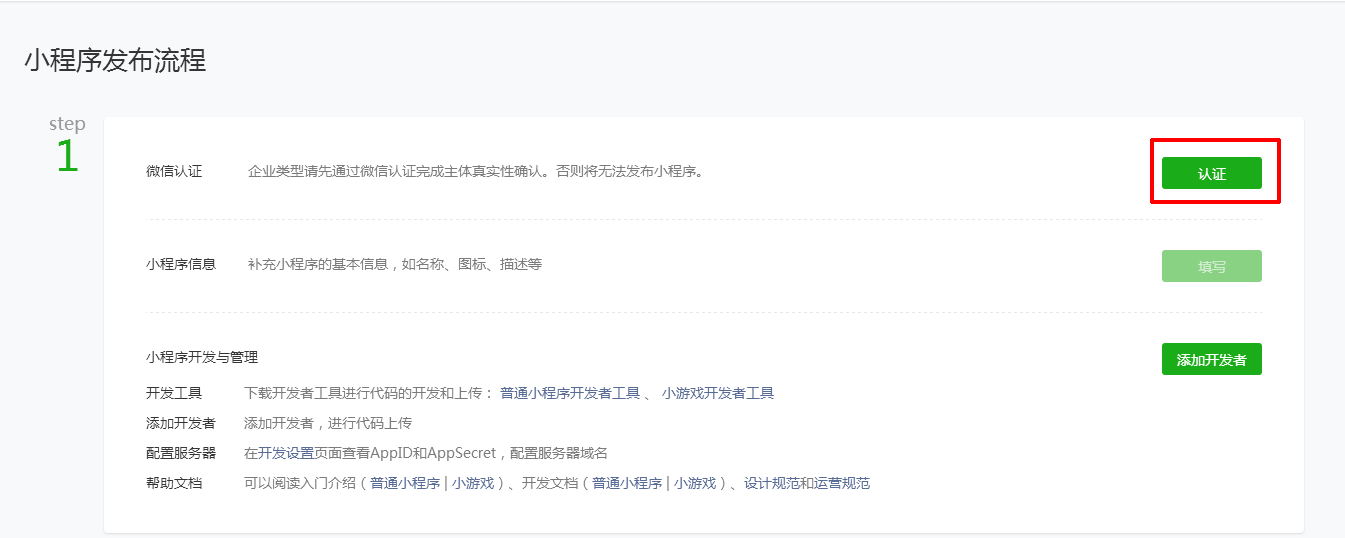 小程序发布流程
step
1
微信认证 企业类型请先通过微信认证完成主体真实性确认。否则将无法发布小程序。 认证
小程序信息 补充小程序的基本信息，如名称、图标、描述等 填写
小程序开发与管理 添加开发者
开发工具 下载开发者工具进行代码的开发和上传： 普通小程序开发者工具 、 小游戏开发者工具
添加开发者 添加开发者，进行代码上传
配置服务器 在开发设置页面查看AppID和AppSecret，配置服务器域名
帮助文档 可以阅读入门介绍（普通小程序 | 小游戏）、开发文档（普通小程序 | 小游戏）、设计规范和运营规范